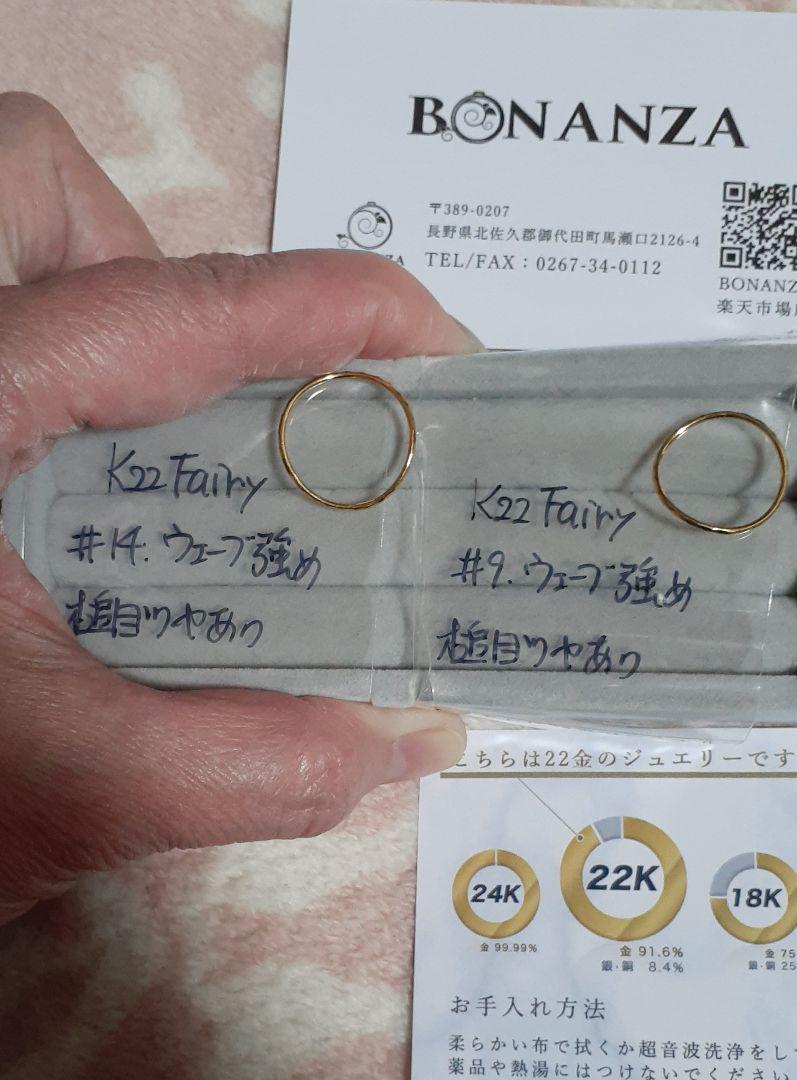 BONANZA
〒389-0207
長野県北佐久郡御代田町馬瀬口2126-4
TEL/FAX：0267-34-0112
BONANZ
楽天市場
K22 Fairy
#14. ウェーブ強め
槌目ツヤあり
K22 Fairy
#9. ウェーブ強め
槌目ツヤあり
こちらは22金のジュエリーです
24K
金 99.99%
22K
金 91.6%
銀・銅 8.4%
18K
金 75
銀・銅 25
お手入れ方法
柔らかい布で拭くか超音波洗浄をし
薬品や熱湯にはつけないでください